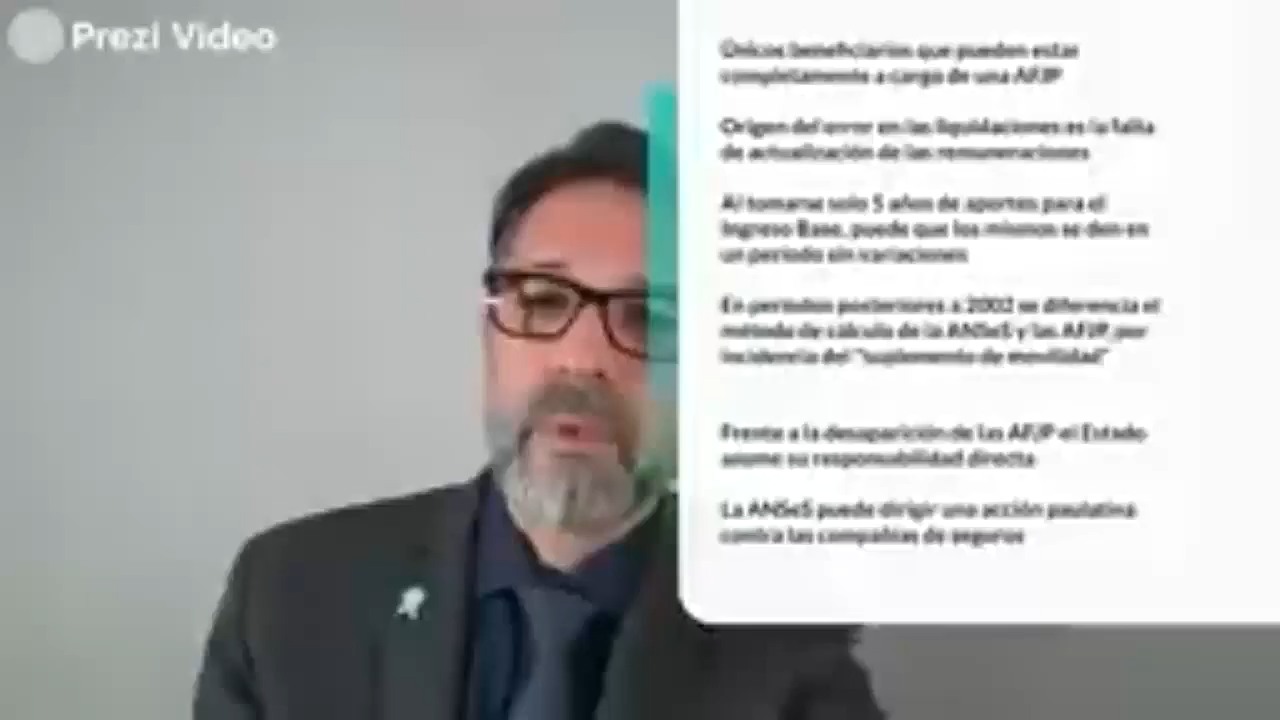 Prezi Video
Únicos beneficiarios que pueden estar
completamente a cargo de una AFJP
Origen del error en las liquidaciones es la falta
de actualización de las remuneraciones
Al tomarse solo 5 años de aportes para el
Ingreso Base, puede que los mismos se den en
un período sin variaciones
En períodos posteriores a 2002 se diferencia el
método de cálculo de la ANSeS y las AFJP, por
incidencia del "suplemento de movilidad"
Frente a la desaparición de las AFJP el Estado
asume su responsabilidad directa
La ANSeS puede dirigir una acción paulatina
contra las compañías de seguros